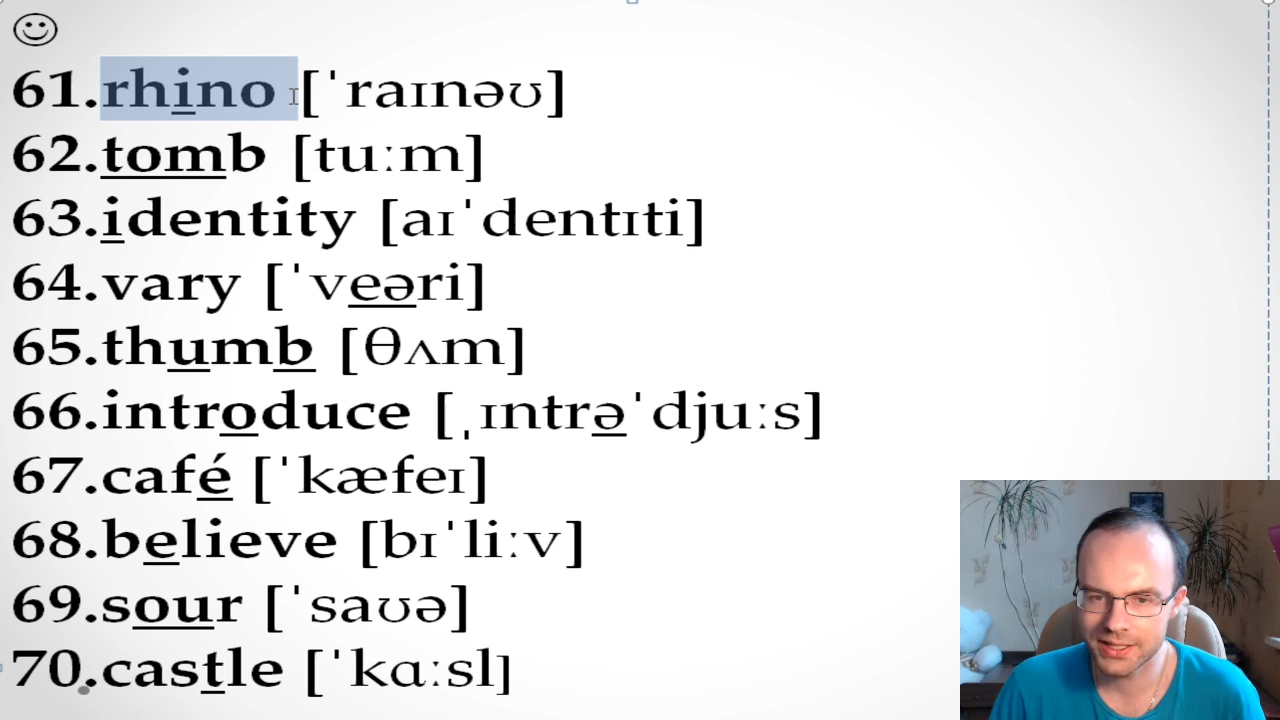 61.rhino [ˈraɪnəʊ]
62.tomb [tuːm]
63.identity [aɪˈdentɪti]
64.vary [ˈveəri]
65.thumb [θʌm]
66.introduce [ˌɪntrəˈdjuːs]
67.café [ˈkæfeɪ]
68.believe [bɪˈliːv]
69.sour [ˈsaʊə]
70.castle [ˈkɑːsl]